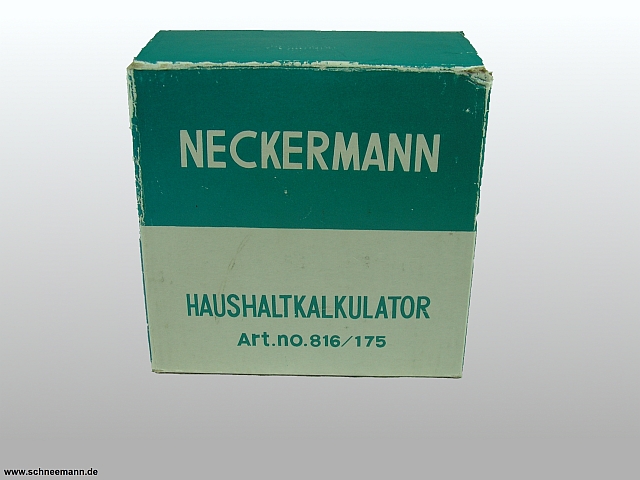 NECKERMANN
HAUSHALTKALKULATOR
Art.no.816/175
www.schneemann.de